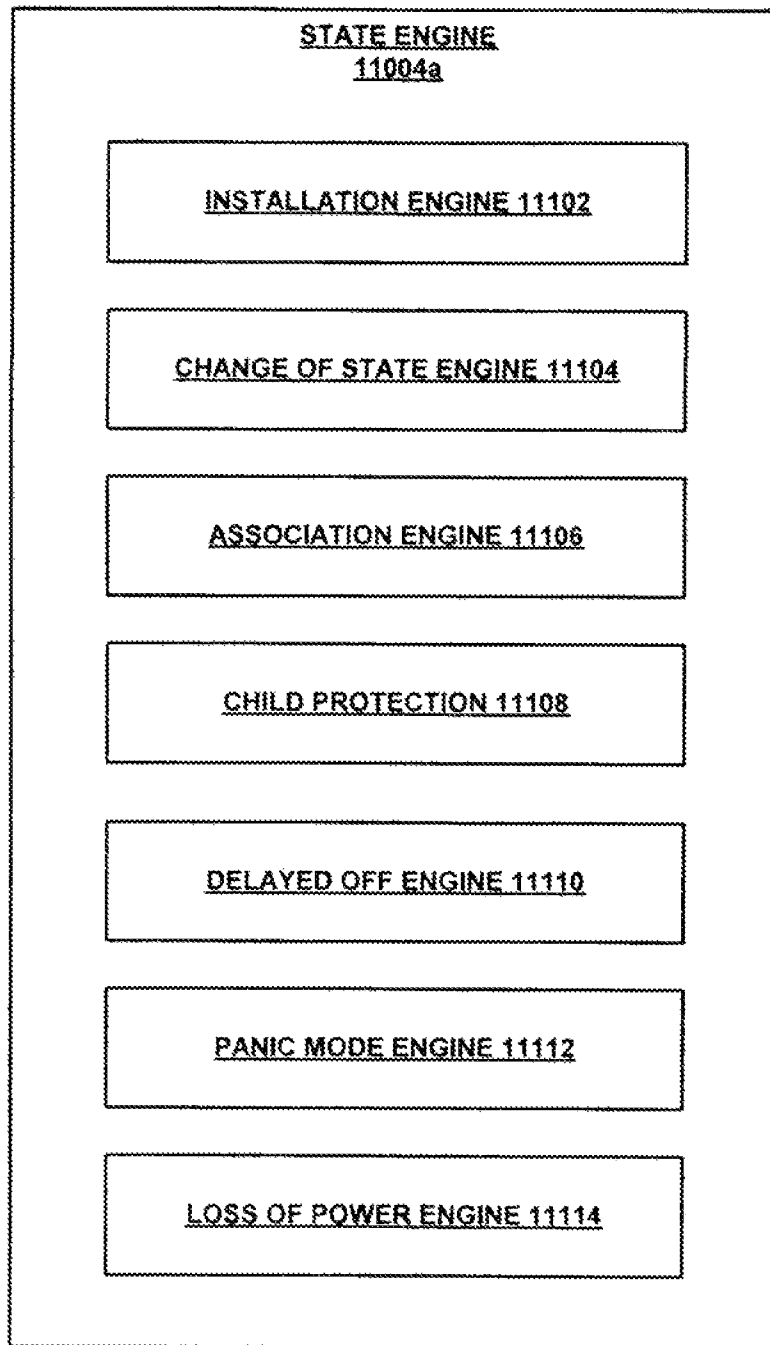 STATE ENGINE
11004a
INSTALLATION ENGINE 11102
CHANGE OF STATE ENGINE 11104
ASSOCIATION ENGINE 11106
CHILD PROTECTION 11108
DELAYED OFF ENGINE 11110
PANIC MODE ENGINE 11112
LOSS OF POWER ENGINE 11114